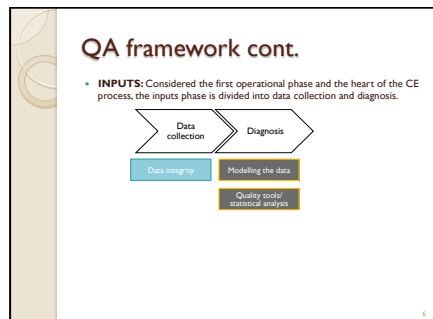 QA framework cont.
• INPUTS: Considered the first operational phase and the heart of the CE
process, the inputs phase is divided into data collection and diagnosis.
Data
collection
Diagnosis
Data integrity
Modelling the data
Quality tools/
statistical analysis
6